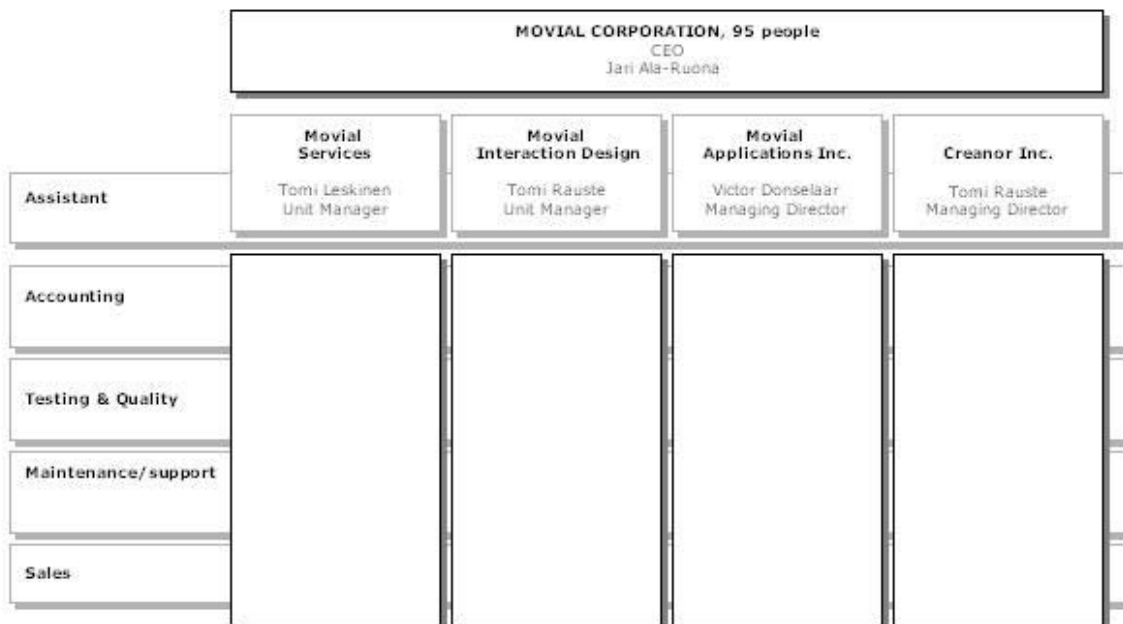 MOVIAL CORPORATION, 95 people
CEO
Jari Ala-Ruona
Movial
Services
Tomi Leskinen
Unit Manager
Movial
Interaction Design
Tomi Rauste
Unit Manager
Movial
Applications Inc.
Victor Donselaar
Managing Director
Creanor Inc.
Tomi Rauste
Managing Director
Assistant
Accounting
Testing & Quality
Maintenance/support
Sales